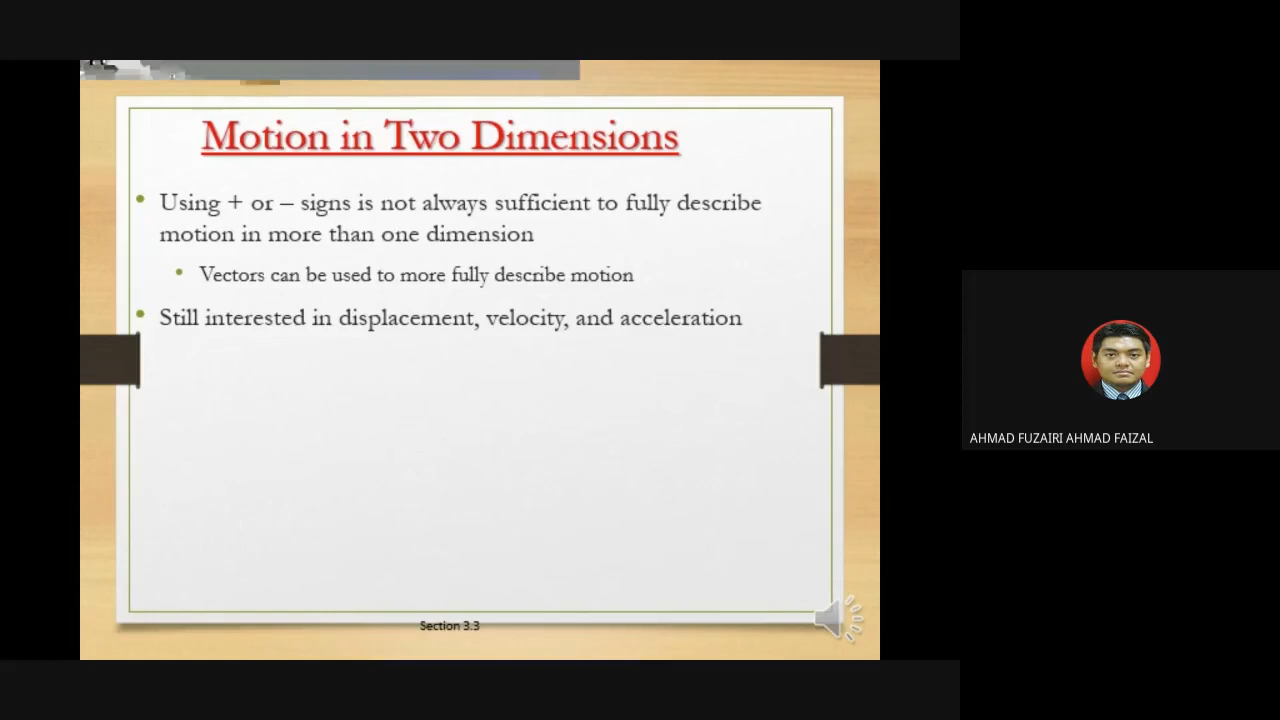 Motion in Two Dimensions
• Using + or – signs is not always sufficient to fully describe
motion in more than one dimension
• Vectors can be used to more fully describe motion
• Still interested in displacement, velocity, and acceleration
Section 3.3
AHMAD FUZAIRI AHMAD FAIZAL